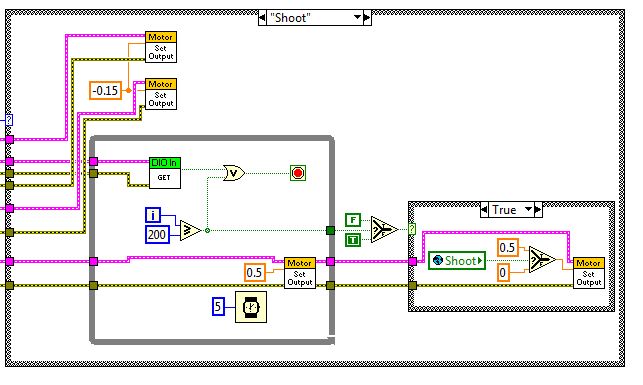 "Shoot"
Motor
Set
Output
-0.15
Motor
Set
Output
?
DIO In
GET
V
i
200
≥
F
T
?
T
F
?
True
0.5
Motor
Set
Output
5
Shoot
0.5
0
?
T
F
Motor
Set
Output